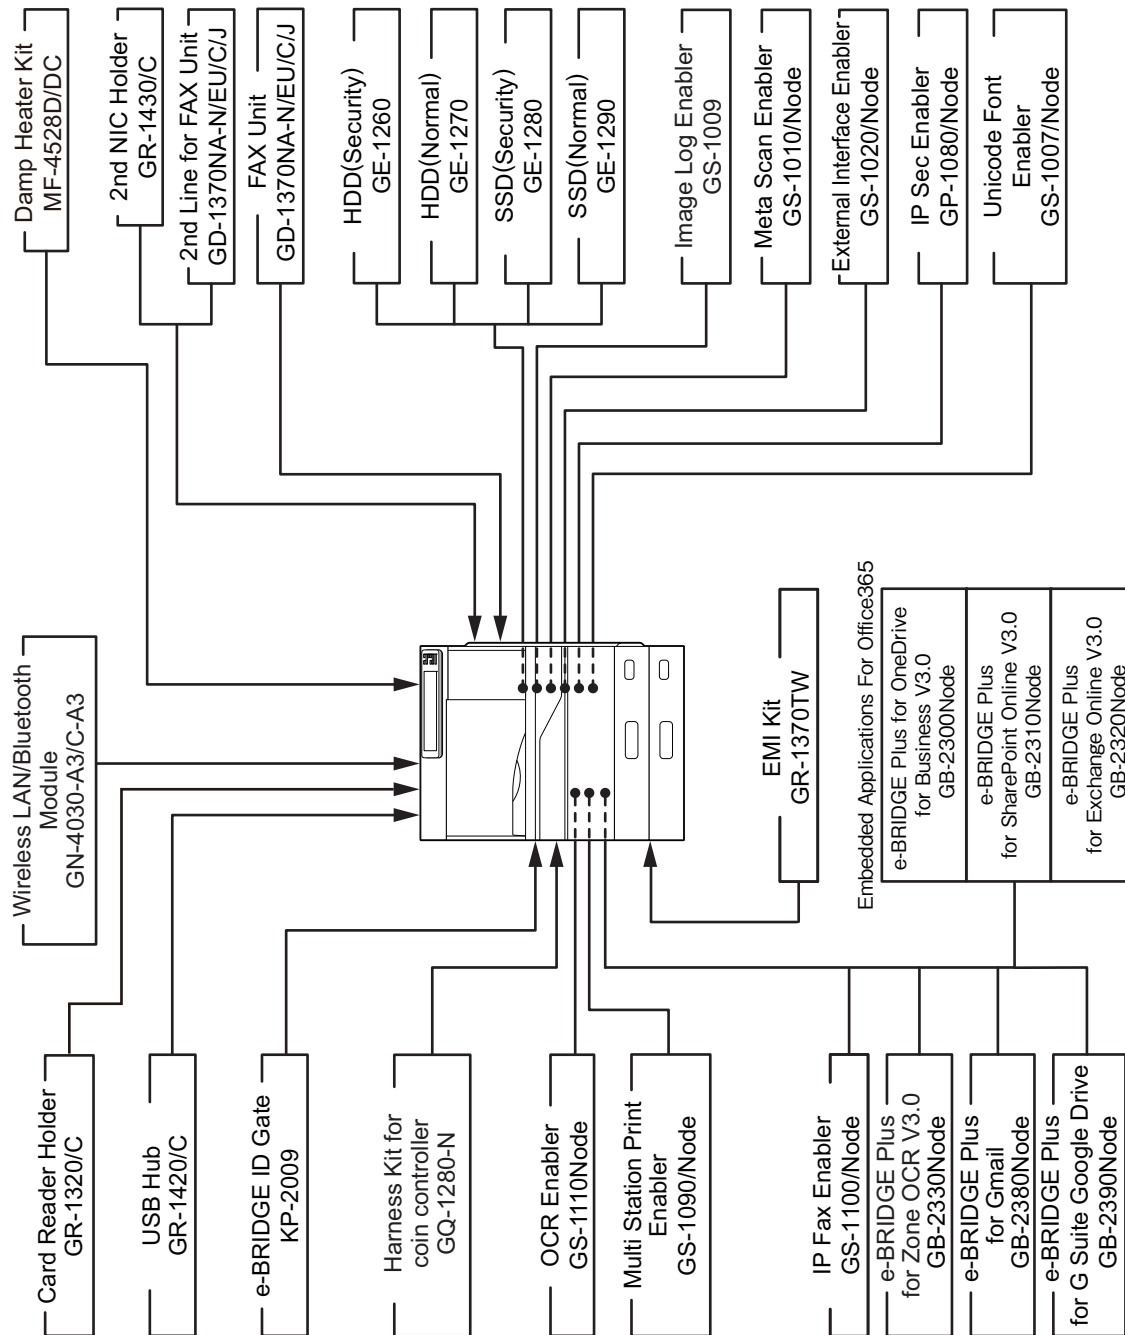 Damp Heater Kit
MF-4528D/DC
2nd NIC Holder
GR-1430/C
2nd Line for FAX Unit
GD-1370NA-N/EU/C/J
FAX Unit
GD-1370NA-N/EU/C/J
HDD(Security)
GE-1260
HDD(Normal)
GE-1270
SSD(Security)
GE-1280
SSD(Normal)
GE-1290
Image Log Enabler
GS-1009
Meta Scan Enabler
GS-1010/Node
External Interface Enabler
GS-1020/Node
IP Sec Enabler
GP-1080/Node
Unicode Font
Enabler
GS-1007/Node
Wireless LAN/Bluetooth
Module
GN-4030-A3/C-A3
EMI Kit
GR-1370TW
Embedded Applications For Office365
e-BRIDGE Plus for OneDrive
for Business V3.0
GB-2300Node
e-BRIDGE Plus
for SharePoint Online V3.0
GB-2310Node
e-BRIDGE Plus
for Exchange Online V3.0
GB-2320Node
Card Reader Holder
GR-1320/C
USB Hub
GR-1420/C
e-BRIDGE ID Gate
KP-2009
Harness Kit for
coin controller
GQ-1280-N
OCR Enabler
GS-1110Node
Multi Station Print
Enabler
GS-1090/Node
IP Fax Enabler
GS-1100/Node
e-BRIDGE Plus
for Zone OCR V3.0
GB-2330Node
e-BRIDGE Plus
for Gmail
GB-2380Node
e-BRIDGE Plus
for G Suite Google Drive
GB-2390Node